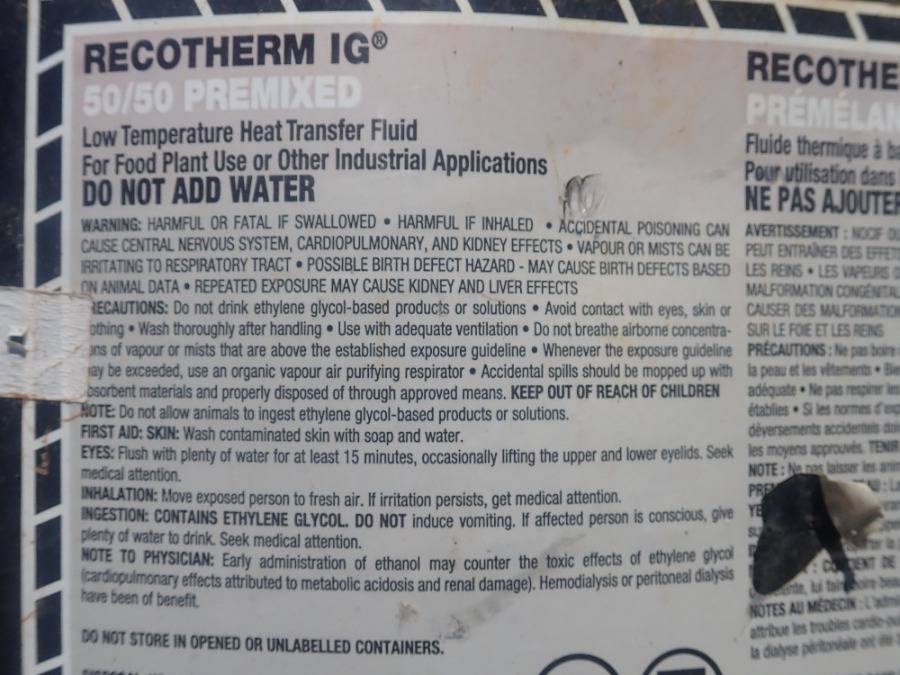 RECOTHERM IG®
50/50 PREMIXED
Low Temperature Heat Transfer Fluid
For Food Plant Use or Other Industrial Applications
DO NOT ADD WATER
WARNING: HARMFUL OR FATAL IF SWALLOWED • HARMFUL IF INHALED • ACCIDENTAL POISONING CAN
CAUSE CENTRAL NERVOUS SYSTEM, CARDIOPULMONARY, AND KIDNEY EFFECTS • VAPOUR OR MISTS CAN BE
IRRITATING TO RESPIRATORY TRACT • POSSIBLE BIRTH DEFECT HAZARD - MAY CAUSE BIRTH DEFECTS BASED
ON ANIMAL DATA • REPEATED EXPOSURE MAY CAUSE KIDNEY AND LIVER EFFECTS
RECAUTIONS: Do not drink ethylene glycol-based products or solutions • Avoid contact with eyes, skin or
othing • Wash thoroughly after handling • Use with adequate ventilation • Do not breathe airborne concentra-
ons of vapour or mists that are above the established exposure guideline • Whenever the exposure guideline
may be exceeded, use an organic vapour air purifying respirator • Accidental spills should be mopped up with
bsorbent materials and properly disposed of through approved means. KEEP OUT OF REACH OF CHILDREN
NOTE: Do not allow animals to ingest ethylene glycol-based products or solutions.
FIRST AID: SKIN: Wash contaminated skin with soap and water.
EYES: Flush with plenty of water for at least 15 minutes, occasionally lifting the upper and lower eyelids. Seek
medical attention.
INHALATION: Move exposed person to fresh air. If irritation persists, get medical attention.
INGESTION: CONTAINS ETHYLENE GLYCOL. DO NOT induce vomiting. If affected person is conscious, give
plenty of water to drink. Seek medical attention.
NOTE TO PHYSICIAN: Early administration of ethanol may counter the toxic effects of ethylene glycol
(cardiopulmonary effects attributed to metabolic acidosis and renal damage). Hemodialysis or peritoneal dialysis
have been of benefit.
DO NOT STORE IN OPENED OR UNLABELLED CONTAINERS.
RECOTHE
PRÉMÉLAN
Fluide thermique à ba
Pour utilisation dans
NE PAS AJOUTER
AVERTISSEMENT : NOCIF OU
PEUT ENTRAÎNER DES EFFETS
LES REINS • LES VAPEURS O
MALFORMATION CONGÉNITAL
CAUSER DES MALFORMATION
SUR LE FOIE ET LES REINS
PRÉCAUTIONS : Ne pas boire
la peau et les vêtements • Bie
adéquate • Ne pas respirer les
établies • Si les normes d'exp
déversements accidentels doi
les moyens approuvés. TENIR
NOTE : Ne pas laisser les anim
NOTES AU MÉDECIN : L'adm
attribue les troubles cardio-pu
la dialyse péritonéale ont été